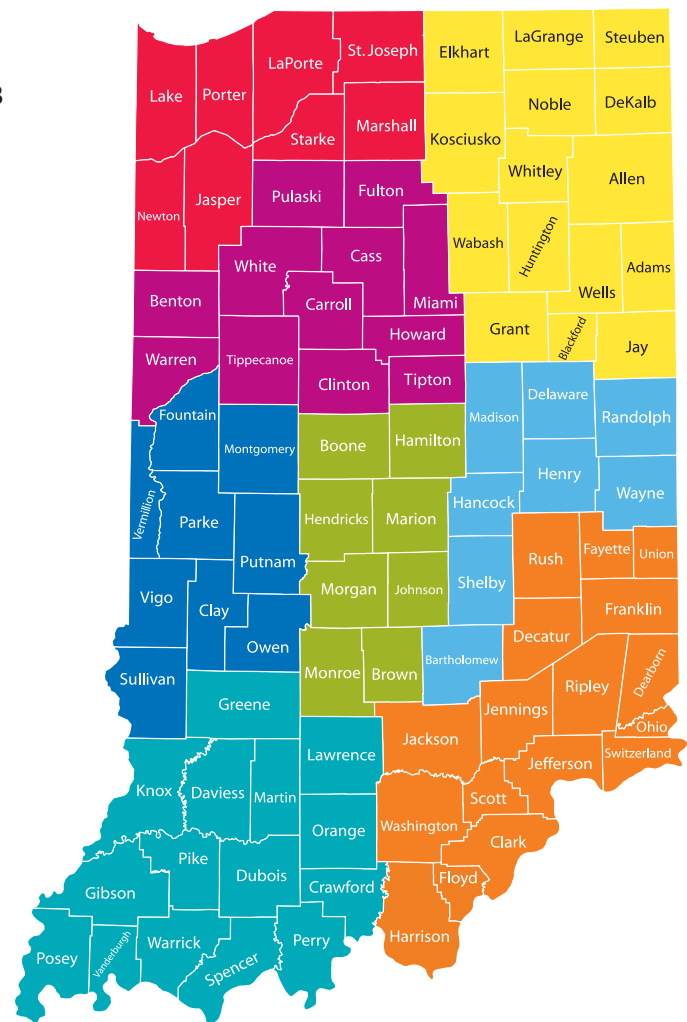 St. Joseph
LaGrange
Steuben
LaPorte
Elkhart
Lake
Porter
Noble
DeKalb
Starke
Marshall
Kosciusko
Whitley
Allen
Newton
Jasper
Pulaski
Fulton
Wabash
Huntington
White
Cass
Wells
Adams
Benton
Carroll
Miami
Grant
Blackford
Jay
Howard
Warren
Tippecanoe
Clinton
Tipton
Fountain
Montgomery
Boone
Hamilton
Madison
Delaware
Randolph
Vermillion
Parke
Putnam
Hendricks
Marion
Hancock
Henry
Wayne
Vigo
Clay
Owen
Morgan
Johnson
Shelby
Rush
Fayette
Union
Franklin
Decatur
Sullivan
Monroe
Brown
Bartholomew
Greene
Jennings
Ripley
Dearborn
Ohio
Lawrence
Jackson
Jefferson
Switzerland
Knox
Daviess
Martin
Orange
Washington
Scott
Clark
Pike
Dubois
Crawford
Floyd
Gibson
Harrison
Posey
Vanderburgh
Warrick
Spencer
Perry